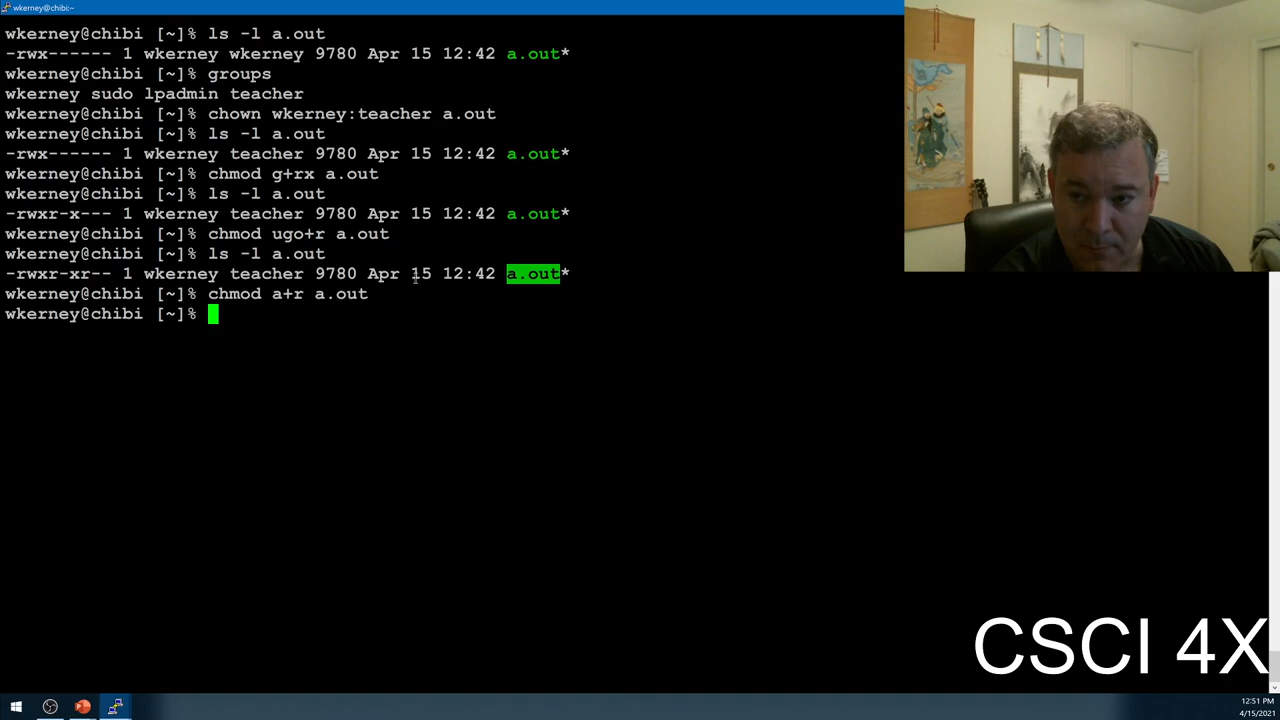 wkerney@chibi:~
wkerney@chibi [~]% ls -l a.out
-rwx------ 1 wkerney wkerney 9780 Apr 15 12:42 a.out*
wkerney@chibi [~]% groups
wkerney sudo lpadmin teacher
wkerney@chibi [~]% chown wkerney:teacher a.out
wkerney@chibi [~]% ls -l a.out
-rwx------ 1 wkerney teacher 9780 Apr 15 12:42 a.out*
wkerney@chibi [~]% chmod g+rx a.out
wkerney@chibi [~]% ls -l a.out
-rwxr-x--- 1 wkerney teacher 9780 Apr 15 12:42 a.out*
wkerney@chibi [~]% chmod ugo+r a.out
wkerney@chibi [~]% ls -l a.out
-rwxr-xr-- 1 wkerney teacher 9780 Apr 15 12:42 a.out*
wkerney@chibi [~]% chmod a+r a.out
wkerney@chibi [~]%
CSCI 4X
12:51 PM
4/15/2021